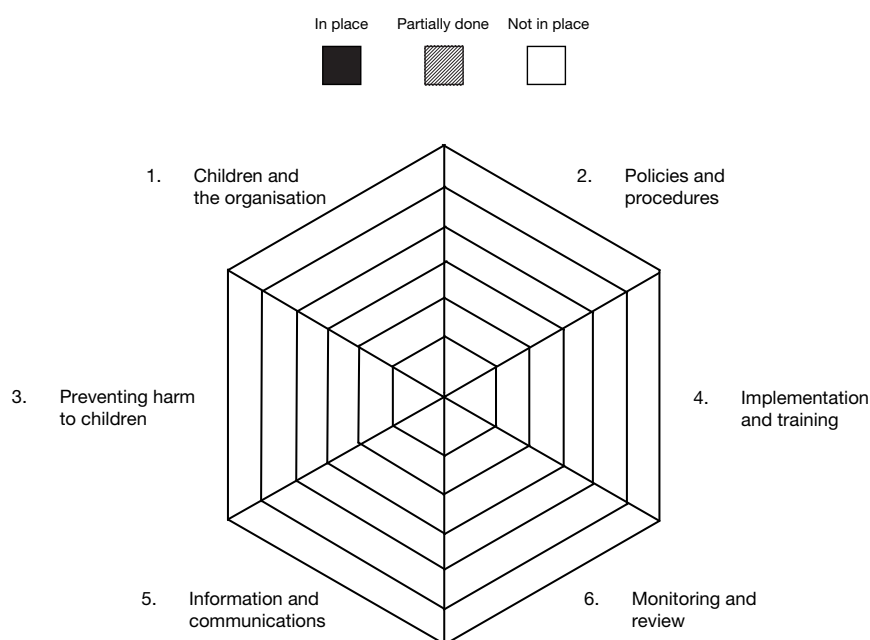 In place Partially done Not in place
1. Children and
the organisation
2. Policies and
procedures
3. Preventing harm
to children
4. Implementation
and training
5. Information and
communications
6. Monitoring and
review